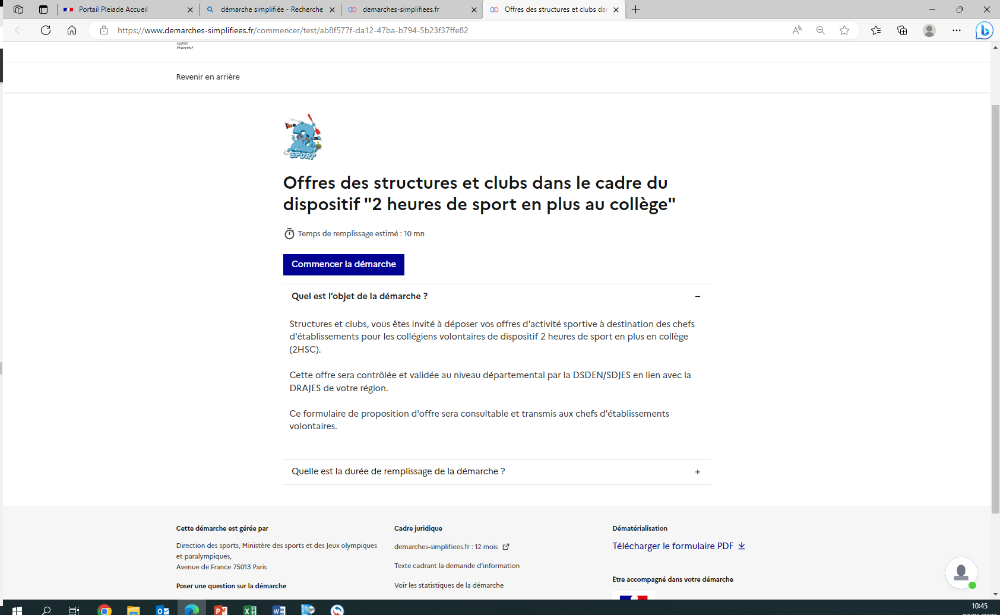 Portail Pleiade Accueil
démarche simplifiée - Recherche
demarches-simplifiees.fr
Offres des structures et clubs dan
https://www.demarches-simplifiees.fr/commencer/test/ab8f577f-da12-47ba-b794-5b23f37ffe82
Égalité
Fraternité
Revenir en arrière
2
SPORT
Offres des structures et clubs dans le cadre du
dispositif "2 heures de sport en plus au collège"
Temps de remplissage estimé : 10 mn
Commencer la démarche
Quel est l’objet de la démarche ?
Structures et clubs, vous êtes invité à déposer vos offres d'activité sportive à destination des chefs
d'établissements pour les collégiens volontaires de dispositif 2 heures de sport en plus en collège
(2HSC).
Cette offre sera contrôlée et validée au niveau départemental par la DSDEN/SDJES en lien avec la
DRAJES de votre région.
Ce formulaire de proposition d'offre sera consultable et transmis aux chefs d'établissements
volontaires.
Quelle est la durée de remplissage de la démarche ?
Cette démarche est gérée par
Direction des sports, Ministère des sports et des Jeux olympiques
et paralympiques,
Avenue de France 75013 Paris
Poser une question sur la démarche
Cadre juridique
demarches-simplifiees.fr : 12 mois
Texte cadrant la demande d’information
Voir les statistiques de la démarche
Dématérialisation
Télécharger le formulaire PDF
Être accompagné dans votre démarche
10:45